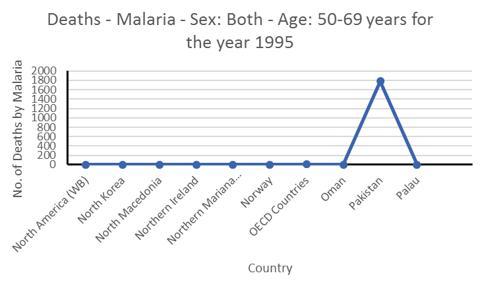 Deaths - Malaria - Sex: Both - Age: 50-69 years for
the year 1995
No. of Deaths by Malaria
2000
1800
1600
1400
1200
1000
800
600
400
200
0
North America (WB)
North Korea
North Macedonia
Northern Ireland
Northern Mariana...
Norway
OECD Countries
Oman
Pakistan
Palau
Country